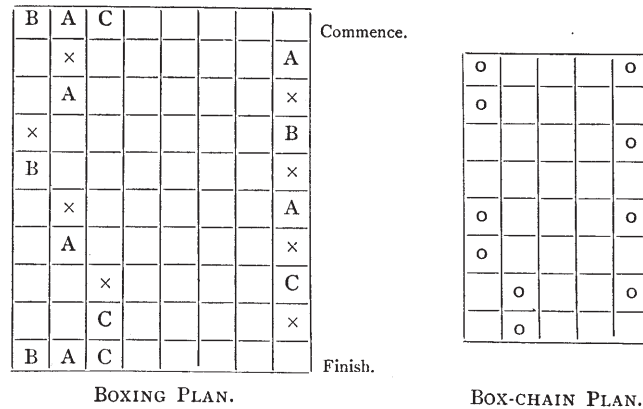 B A C Commence.
× A
A ×
× B
B ×
× A
A ×
× C
C ×
B A C Finish.
BOXING PLAN.
o o
o
o
o o
o
o o
o
BOX-CHAIN PLAN.